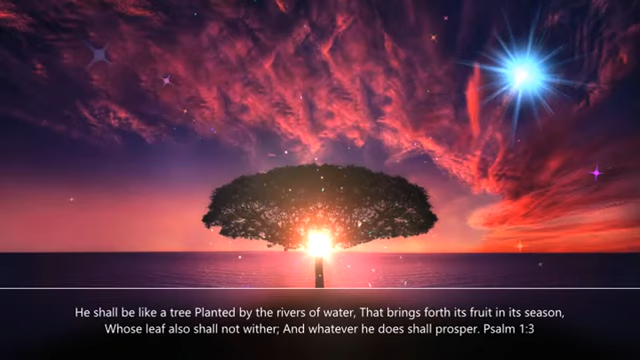 He shall be like a tree Planted by the rivers of water, That brings forth its fruit in its season,
Whose leaf also shall not wither; And whatever he does shall prosper. Psalm 1:3